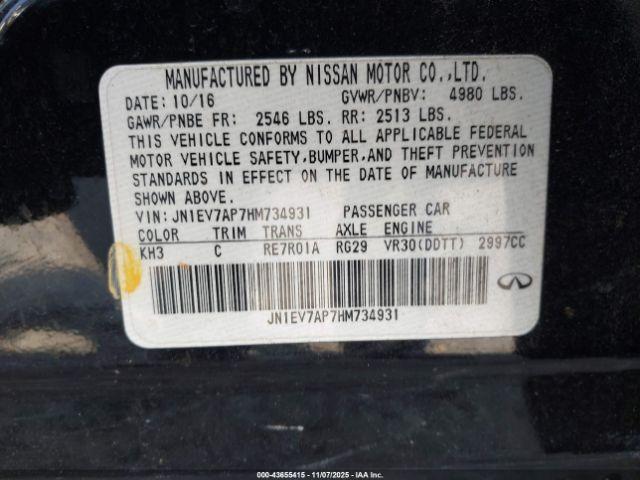 MANUFACTURED BY NISSAN MOTOR CO.,LTD.
DATE: 10/16 GVWR/PNBV: 4980 LBS.
GAWR/PNBE FR: 2546 LBS. RR: 2513 LBS.
THIS VEHICLE CONFORMS TO ALL APPLICABLE FEDERAL
MOTOR VEHICLE SAFETY,BUMPER,AND THEFT PREVENTION
STANDARDS IN EFFECT ON THE DATE OF MANUFACTURE
SHOWN ABOVE.
VIN: JN1EV7AP7HM734931 PASSENGER CAR
COLOR TRIM TRANS AXLE ENGINE
KH3 C RE7R01A RG29 VR30(DDTT) 2997CC
JN1EV7AP7HM734931
000-43655415 - 11/07/2025 - IAA Inc.